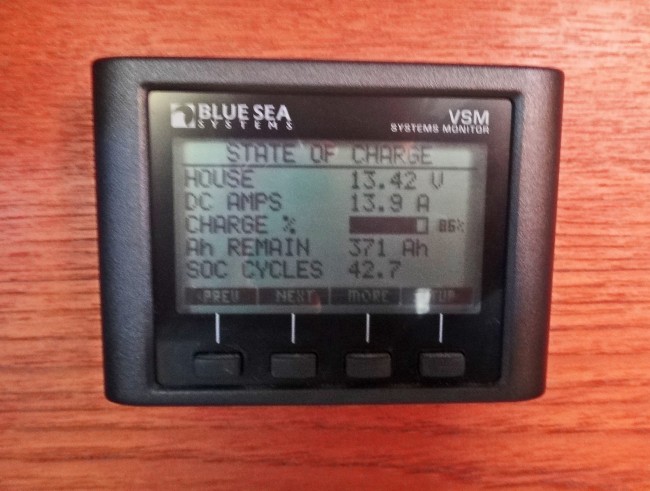 BLUE SEA
SYSTEMS
VSM
SYSTEMS MONITOR
STATE OF CHARGE
HOUSE 13.42 V
DC AMPS 13.9 A
CHARGE % 86%
Ah REMAIN 371 Ah
SOC CYCLES 42.7
PREV NEXT MORE